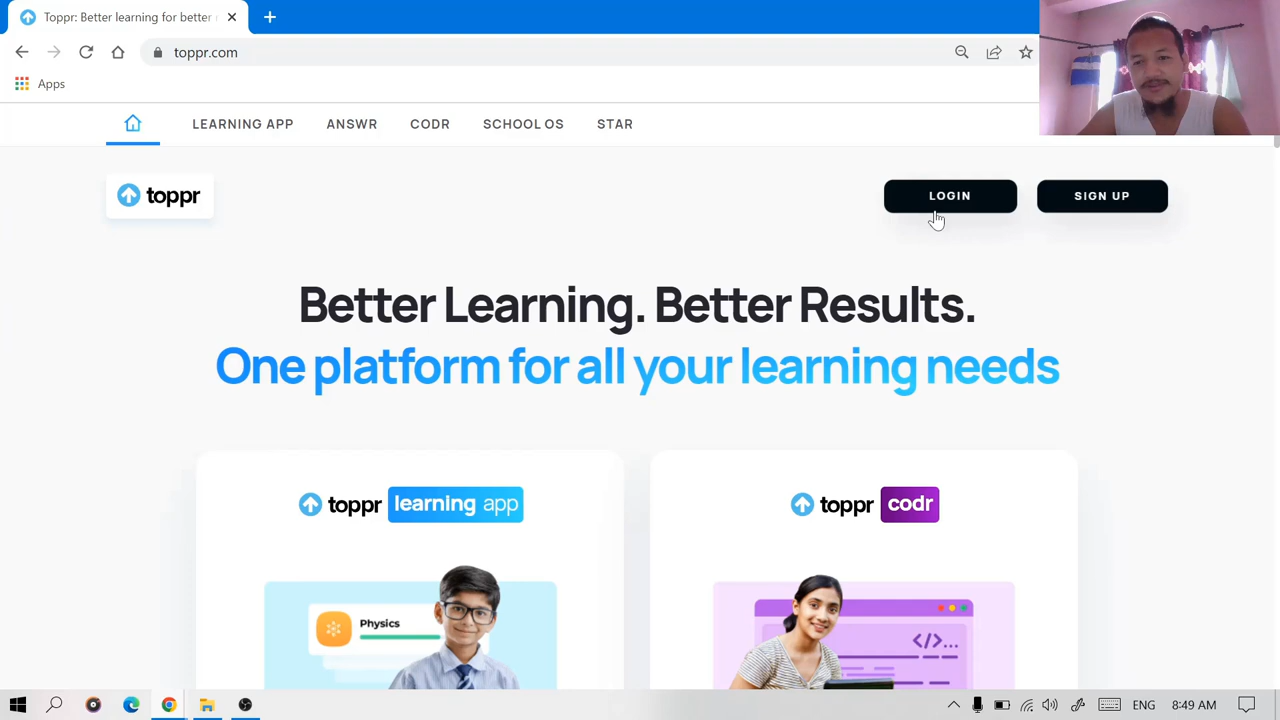 Toppr: Better learning for better
toppr.com
Apps
LEARNING APP ANSWR CODR SCHOOL OS STAR
toppr
LOGIN SIGN UP
Better Learning. Better Results.
One platform for all your learning needs
toppr learning app
toppr codr
Physics
</>...
ENG 8:49 AM